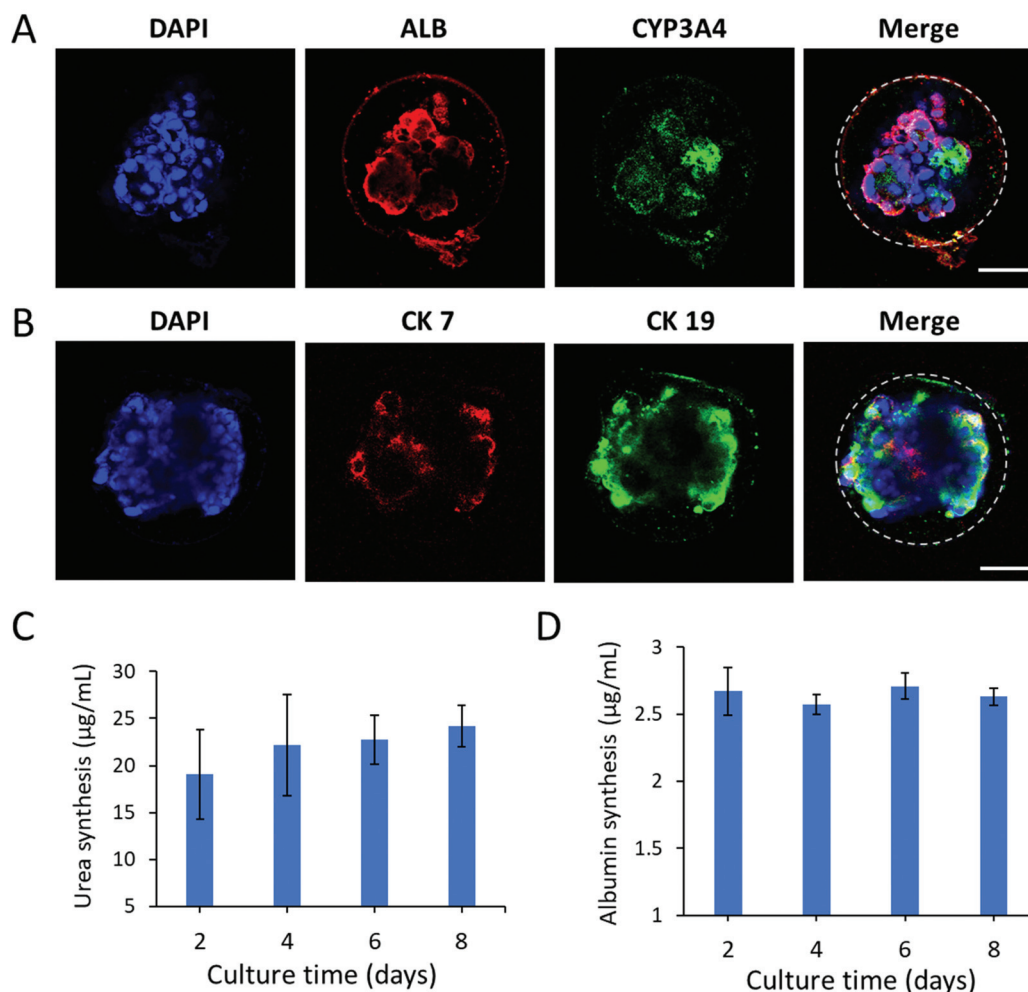 A
DAPI ALB CYP3A4 Merge
B
DAPI CK 7 CK 19 Merge
C
Urea synthesis (µg/mL)
30
25
20
15
10
5
2 4 6 8
Culture time (days)
D
Albumin synthesis (µg/mL)
3
2.5
2
1.5
1
2 4 6 8
Culture time (days)